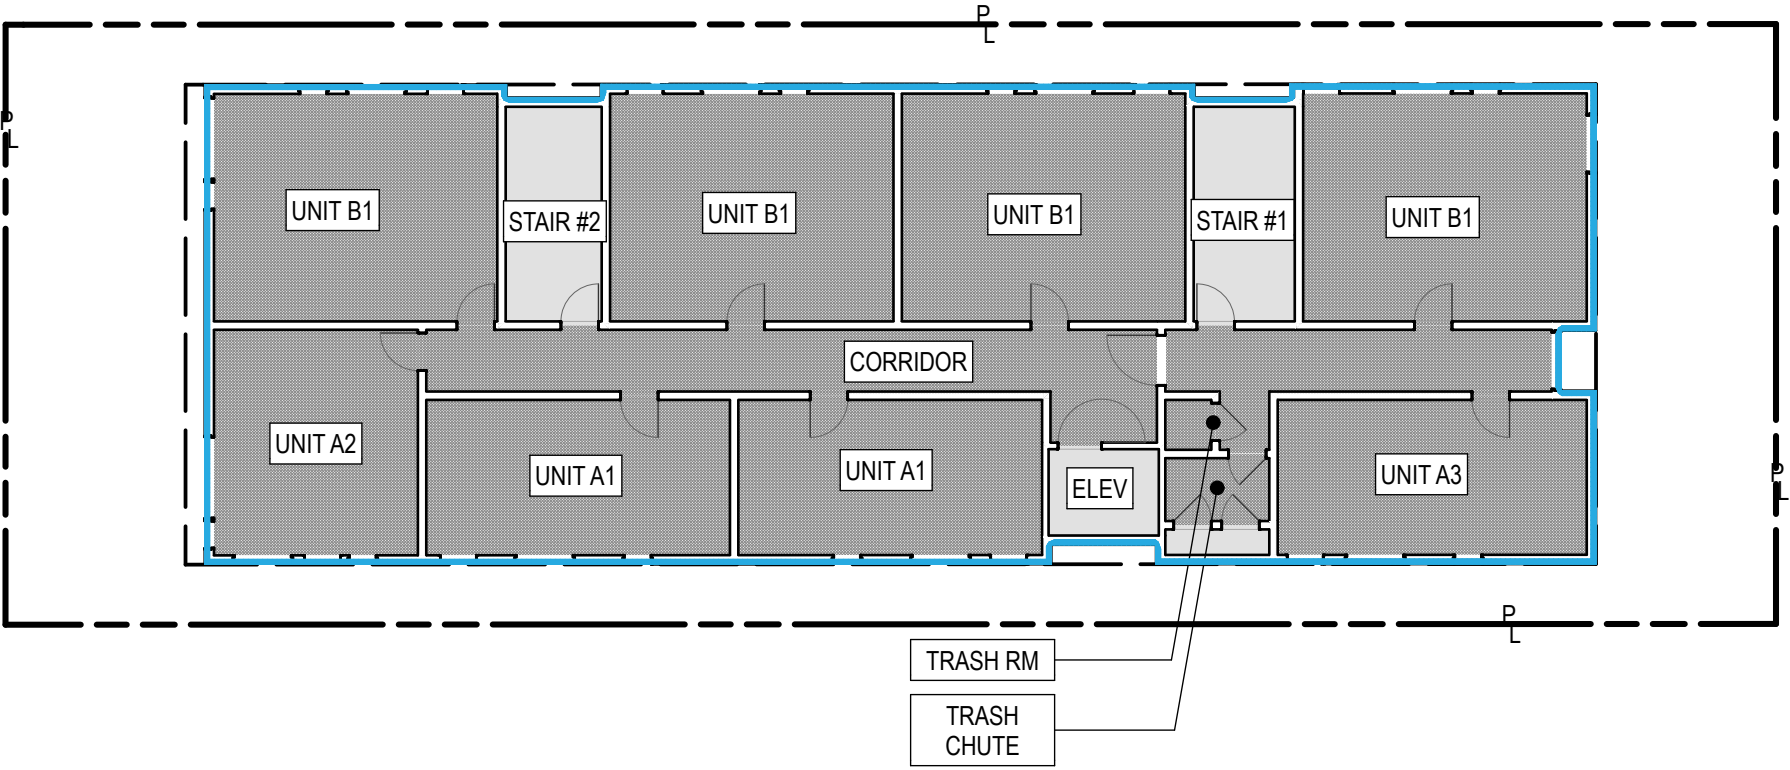 P
L
P
L
UNIT B1
STAIR #2
UNIT B1
UNIT B1
STAIR #1
UNIT B1
CORRIDOR
UNIT A2
UNIT A1
UNIT A1
ELEV
UNIT A3
P
L
P
L
TRASH RM
TRASH
CHUTE